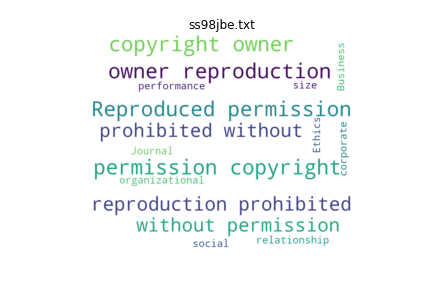 ss98jbe.txt
copyright owner
Business
owner reproduction
performance
size
Reproduced permission
prohibited without
Ethics
corporate
Journal
permission copyright
organizational
reproduction prohibited
without permission
social
relationship